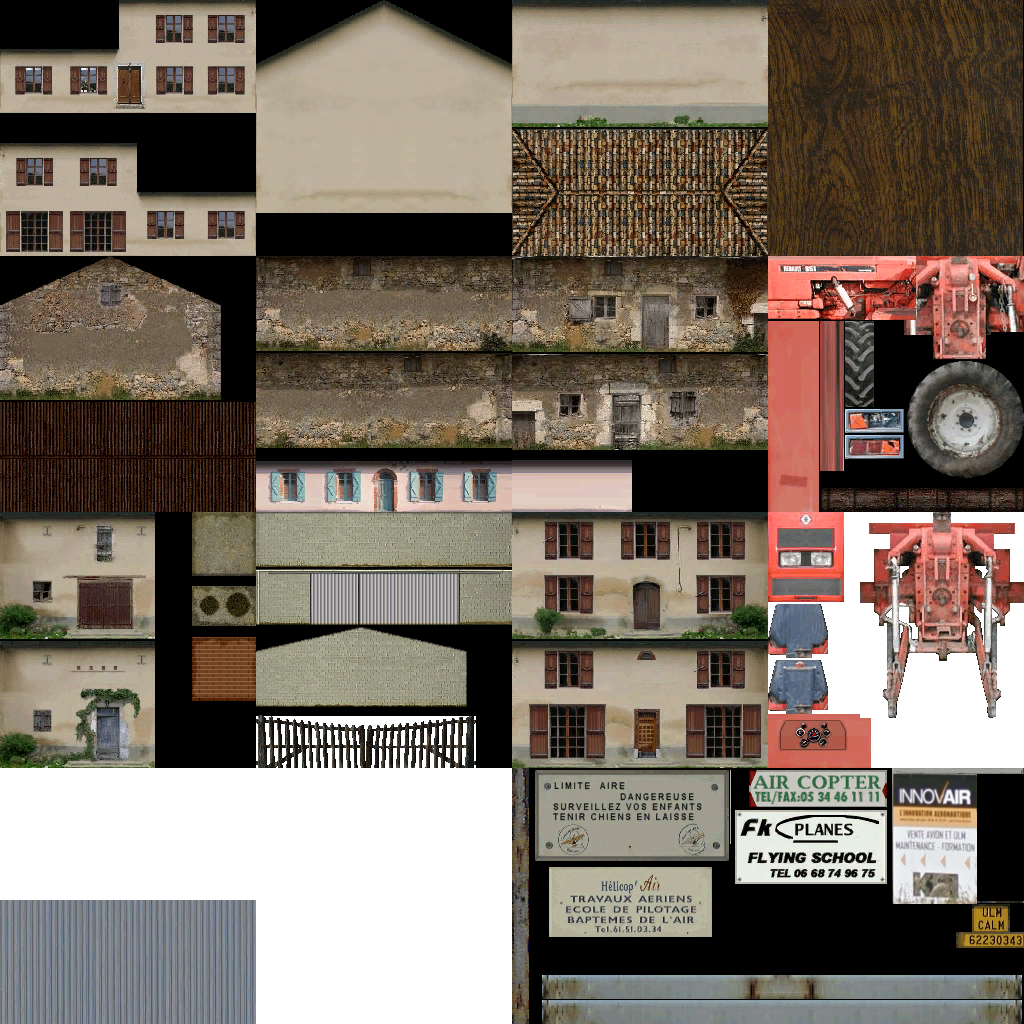 RENAULT 851
LIMITE AIRE
DANGEREUSE
SURVEILLEZ VOS ENFANTS
TENIR CHIENS EN LAISSE
AIR COPTER
TEL/FAX:05 34 46 11 11
FK PLANES
FLYING SCHOOL
TEL 06 68 74 96 75
INNOVAIR
L'INNOVATION AERONAUTIQUE
VENTE AVION ET ULM
MAINTENANCE - FORMATION
Hélicop' Air
TRAVAUX AERIENS
ECOLE DE PILOTAGE
BAPTEMES DE L'AIR
Tel.61.51.03.34
ULM
CALM
62230343